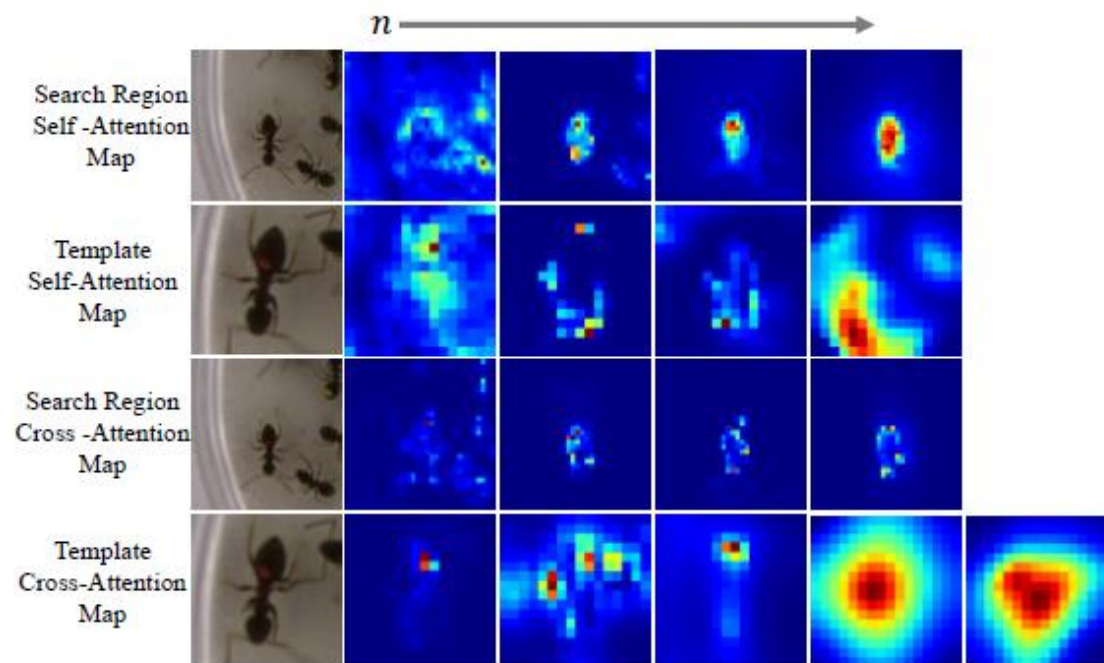 n
Search Region
Self -Attention
Map
Template
Self-Attention
Map
Search Region
Cross -Attention
Map
Template
Cross-Attention
Map